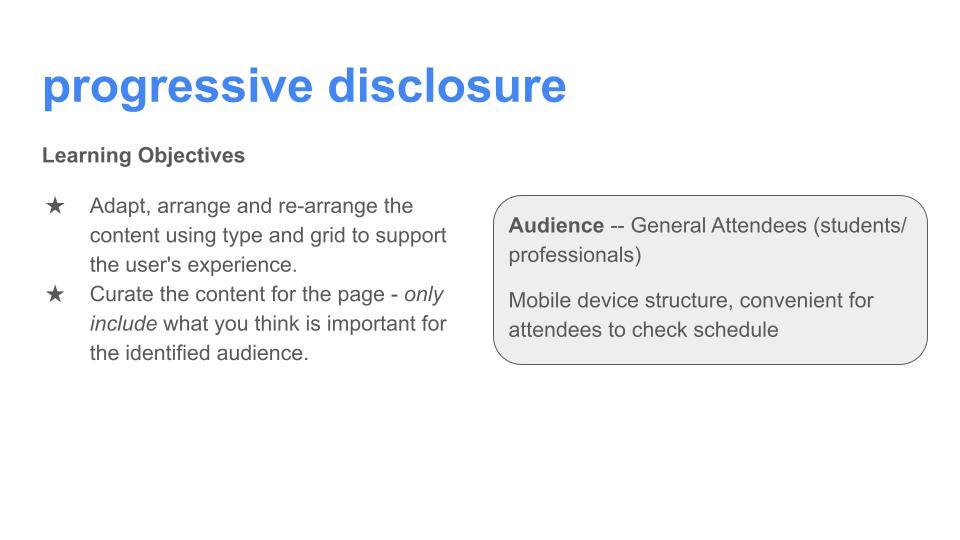 progressive disclosure
Learning Objectives
★ Adapt, arrange and re-arrange the
content using type and grid to support
the user's experience.
★ Curate the content for the page - only
include what you think is important for
the identified audience.
Audience -- General Attendees (students/
professionals)
Mobile device structure, convenient for
attendees to check schedule